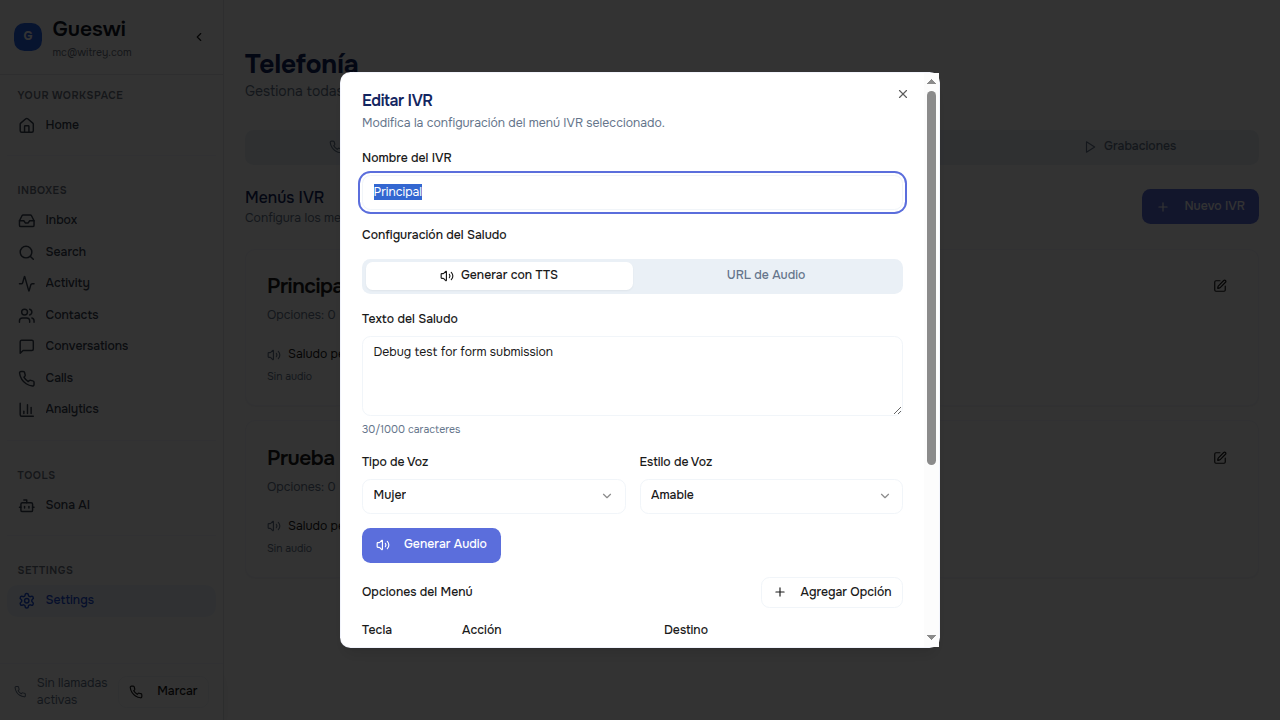 G
Gueswi
mc@witrey.com
YOUR WORKSPACE
Home
INBOXES
Inbox
Search
Activity
Contacts
Conversations
Calls
Analytics
TOOLS
Sona AI
SETTINGS
Settings
Sin llamadas
activas
Marcar
Telefonía
Gestiona todas
Grabaciones
Menús IVR
Configura los me
Nuevo IVR
Principa
Opciones: 0
Saludo pe
Sin audio
Prueba
Opciones: 0
Saludo pe
Sin audio
Editar IVR
Modifica la configuración del menú IVR seleccionado.
Nombre del IVR
Principal
Configuración del Saludo
Generar con TTS
URL de Audio
Texto del Saludo
Debug test for form submission
30/1000 caracteres
Tipo de Voz
Estilo de Voz
Mujer
Amable
Generar Audio
Opciones del Menú
Agregar Opción
Tecla
Acción
Destino